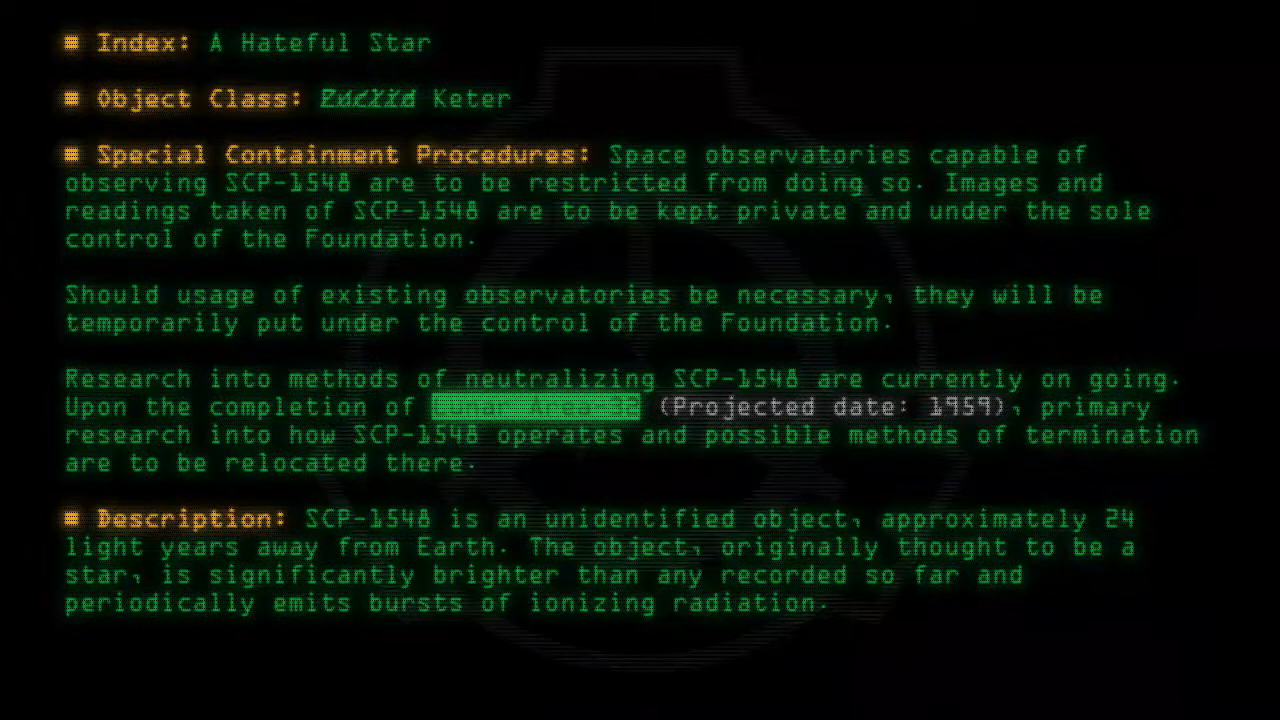 ■ Index: A Hateful Star
■ Object Class: Euclid Keter
■ Special Containment Procedures: Space observatories capable of
observing SCP-1548 are to be restricted from doing so. Images and
readings taken of SCP-1548 are to be kept private and under the sole
control of the Foundation.
Should usage of existing observatories be necessary, they will be
temporarily put under the control of the Foundation.
Research into methods of neutralizing SCP-1548 are currently on going.
Upon the completion of Area (Projected date: 1959), primary
research into how SCP-1548 operates and possible methods of termination
are to be relocated there.
■ Description: SCP-1548 is an unidentified object, approximately 24
light years away from Earth. The object, originally thought to be a
star, is significantly brighter than any recorded so far and
periodically emits bursts of ionizing radiation.